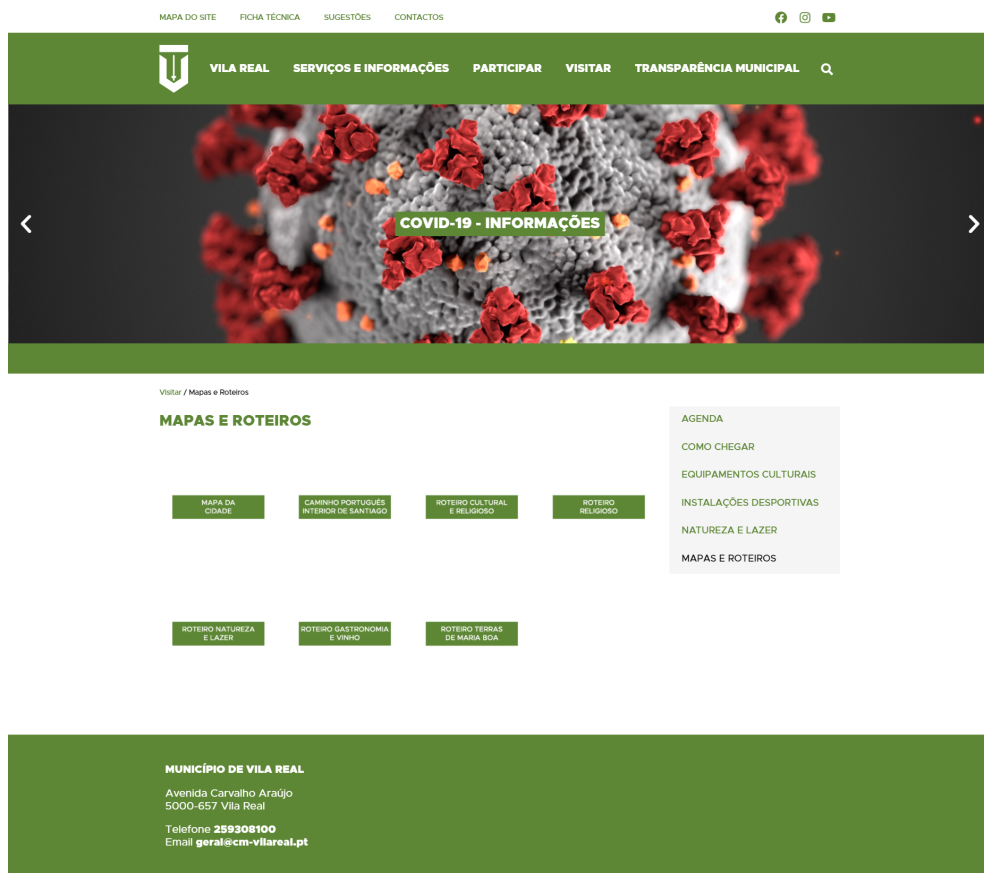 MAPA DO SITE FICHA TÉCNICA SUGESTÕES CONTACTOS
VILA REAL SERVIÇOS E INFORMAÇÕES PARTICIPAR VISITAR TRANSPARÊNCIA MUNICIPAL
COVID-19 - INFORMAÇÕES
Visitar / Mapas e Roteiros
MAPAS E ROTEIROS
MAPA DA
CIDADE
CAMINHO PORTUGUÊS
INTERIOR DE SANTIAGO
ROTEIRO CULTURAL
E RELIGIOSO
ROTEIRO
RELIGIOSO
ROTEIRO NATUREZA
E LAZER
ROTEIRO GASTRONOMIA
E VINHO
ROTEIRO TERRAS
DE MARIA BOA
AGENDA
COMO CHEGAR
EQUIPAMENTOS CULTURAIS
INSTALAÇÕES DESPORTIVAS
NATUREZA E LAZER
MAPAS E ROTEIROS
MUNICÍPIO DE VILA REAL
Avenida Carvalho Araújo
5000-657 Vila Real
Telefone 259308100
Email geral@cm-vilareal.pt